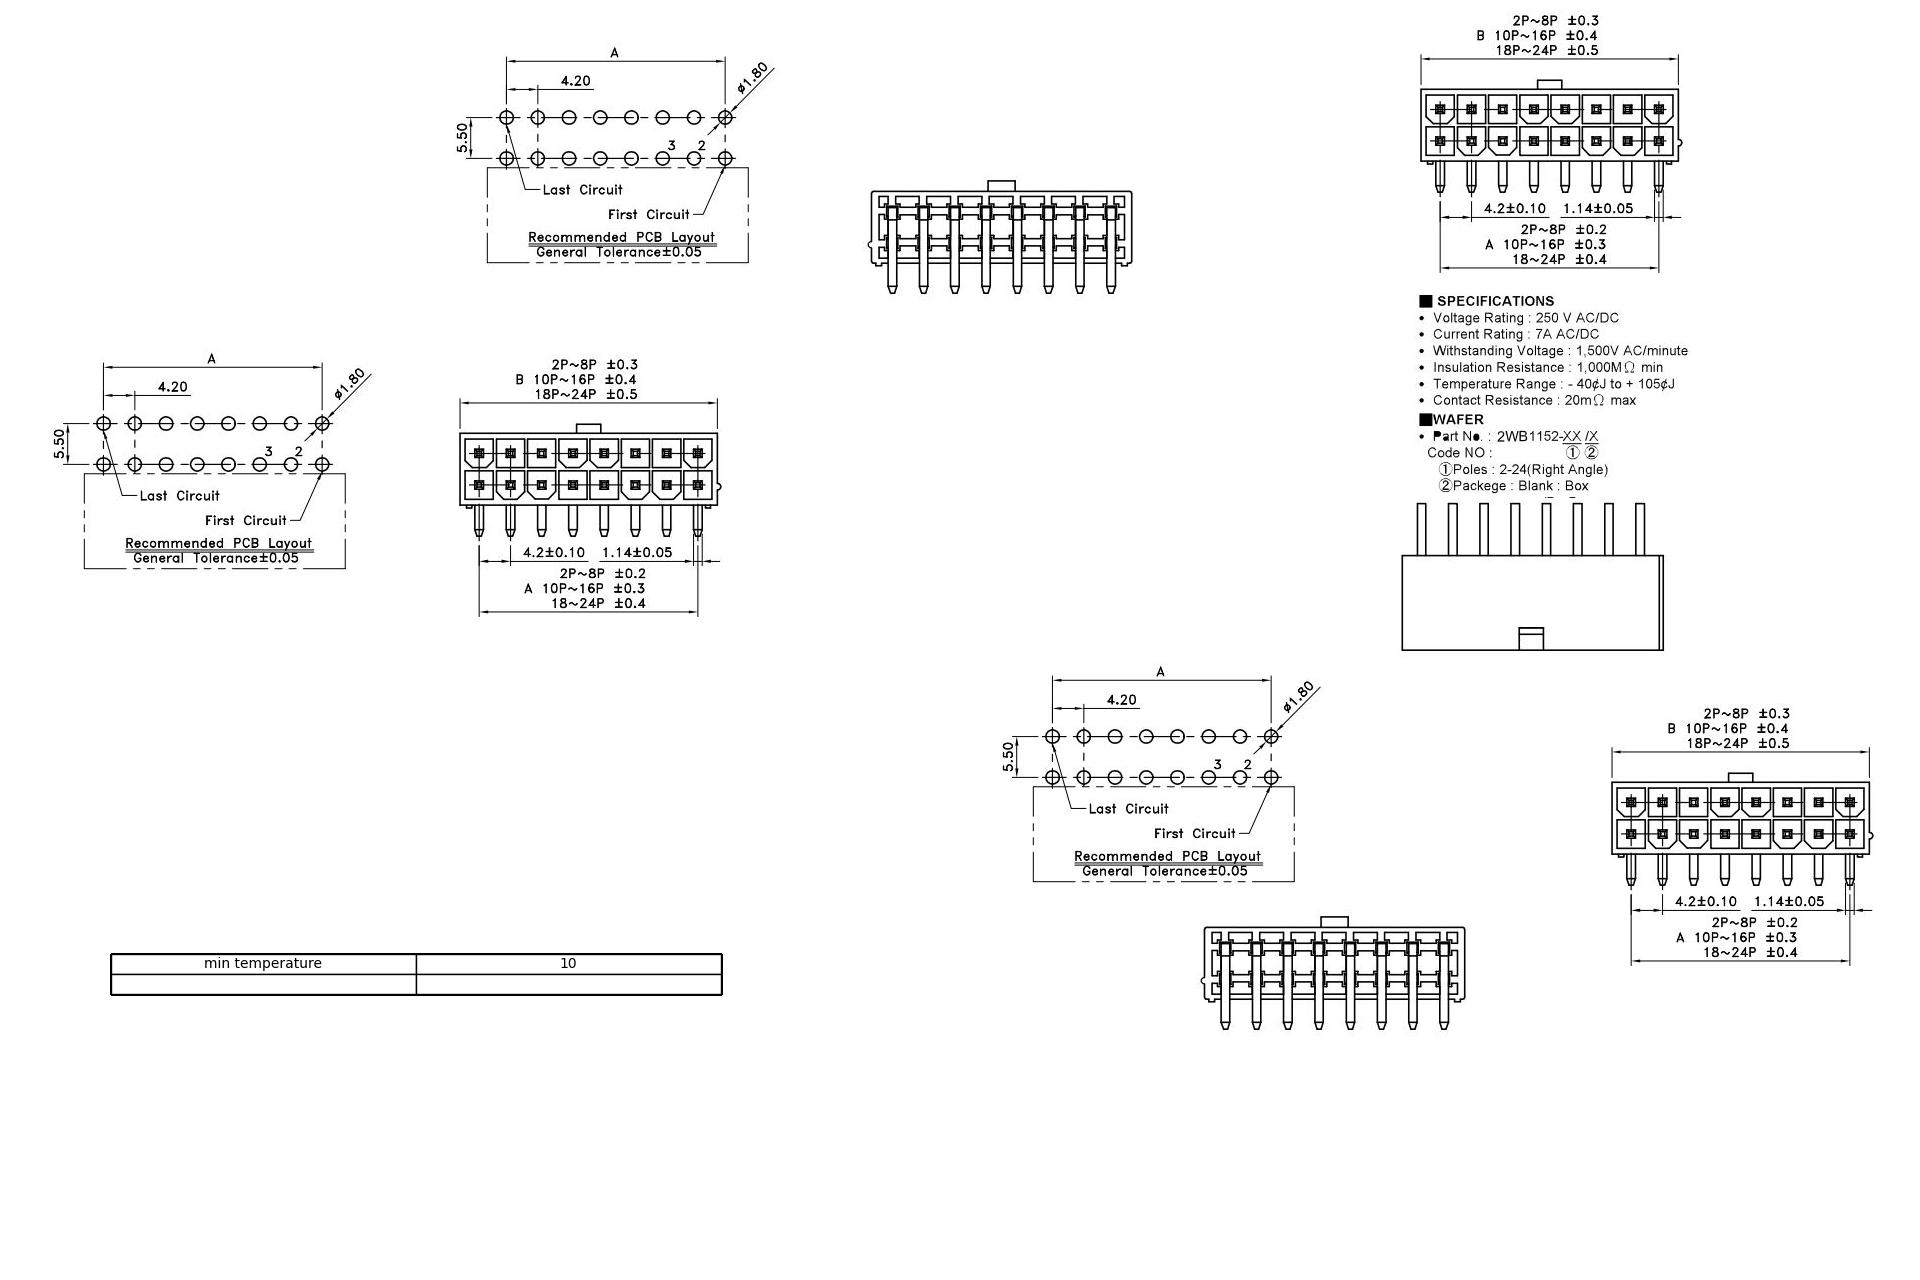 A
4.20
ø1.80
5.50
3 2
Last Circuit
First Circuit
Recommended PCB Layout
General Tolerance±0.05
2P~8P ±0.3
B 10P~16P ±0.4
18P~24P ±0.5
4.2±0.10 1.14±0.05
2P~8P ±0.2
A 10P~16P ±0.3
18~24P ±0.4
■ SPECIFICATIONS
• Voltage Rating : 250 V AC/DC
• Current Rating : 7A AC/DC
• Withstanding Voltage : 1,500V AC/minute
• Insulation Resistance : 1,000MΩ min
• Temperature Range : - 40¢J to + 105¢J
• Contact Resistance : 20mΩ max
■WAFER
• Part No. : 2WB1152-XX /X
Code NO : ① ②
①Poles : 2-24(Right Angle)
②Packege : Blank : Box
A
4.20
ø1.80
5.50
3 2
Last Circuit
First Circuit
Recommended PCB Layout
General Tolerance±0.05
2P~8P ±0.3
B 10P~16P ±0.4
18P~24P ±0.5
4.2±0.10 1.14±0.05
2P~8P ±0.2
A 10P~16P ±0.3
18~24P ±0.4
A
4.20
ø1.80
5.50
3 2
Last Circuit
First Circuit
Recommended PCB Layout
General Tolerance±0.05
2P~8P ±0.3
B 10P~16P ±0.4
18P~24P ±0.5
4.2±0.10 1.14±0.05
2P~8P ±0.2
A 10P~16P ±0.3
18~24P ±0.4
min temperature 10